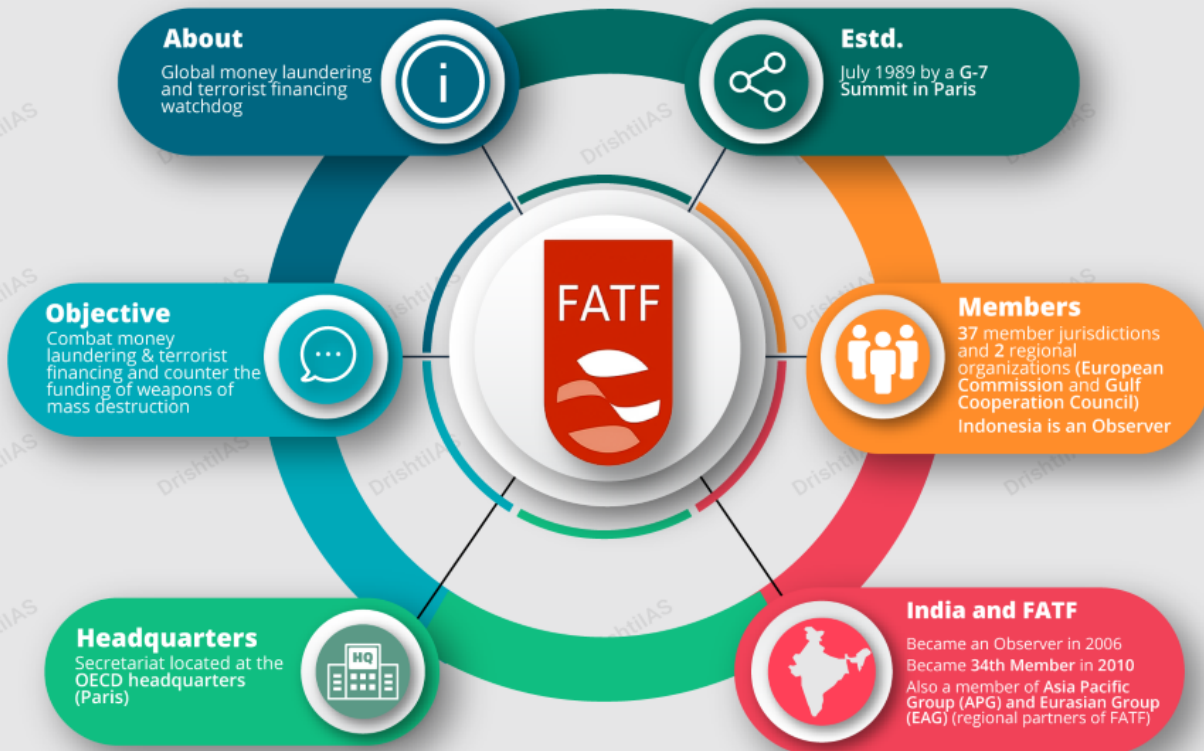 About
Global money laundering
and terrorist financing
watchdog
Estd.
July 1989 by a G-7
Summit in Paris
Objective
Combat money
laundering & terrorist
financing and counter the
funding of weapons of
mass destruction
FATF
Members
37 member jurisdictions
and 2 regional
organizations (European
Commission and Gulf
Cooperation Council)
Indonesia is an Observer
Headquarters
Secretariat located at the
OECD headquarters
(Paris)
HQ
India and FATF
Became an Observer in 2006
Became 34th Member in 2010
Also a member of Asia Pacific
Group (APG) and Eurasian Group
(EAG) (regional partners of FATF)
DrishtiIAS